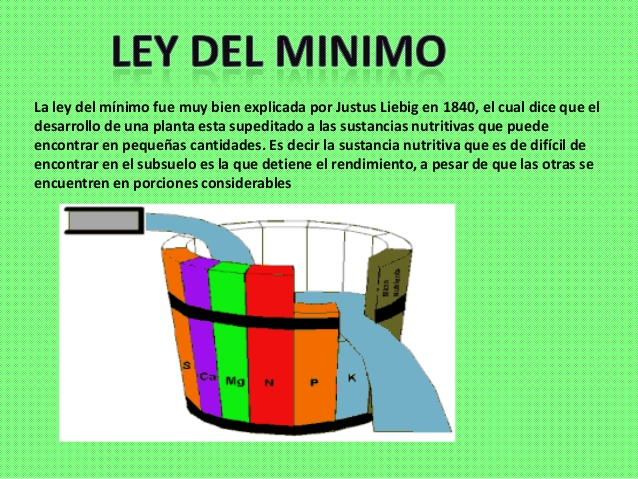 LEY DEL MINIMO
La ley del mínimo fue muy bien explicada por Justus Liebig en 1840, el cual dice que el
desarrollo de una planta esta supeditado a las sustancias nutritivas que puede
encontrar en pequeñas cantidades. Es decir la sustancia nutritiva que es de difícil de
encontrar en el subsuelo es la que detiene el rendimiento, a pesar de que las otras se
encuentren en porciones considerables
S Ca Mg N P K
Micro
Nutrients